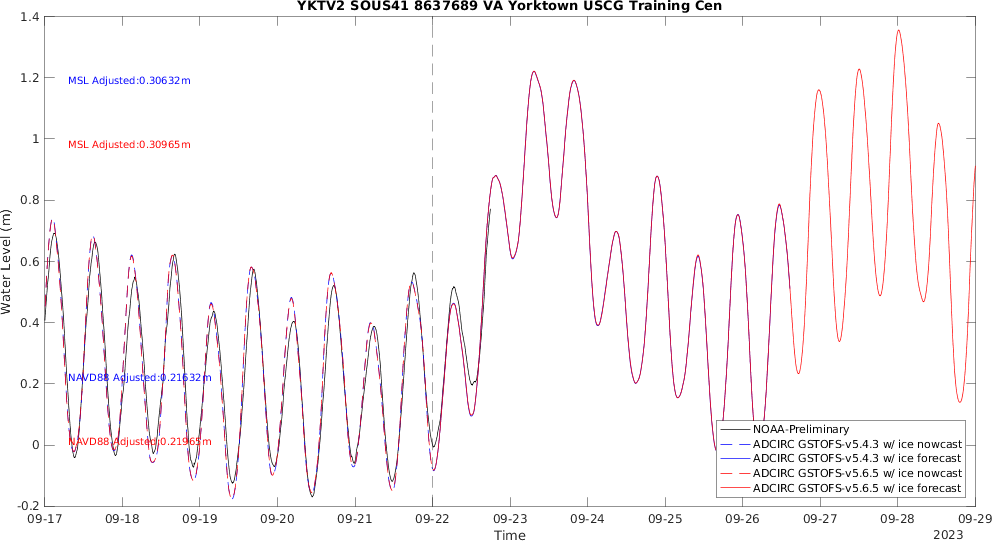 YKTV2 SOUS41 8637689 VA Yorktown USCG Training Cen
1.4
1.2
1
0.8
0.6
0.4
0.2
0
-0.2
Water Level (m)
MSL Adjusted:0.30632m
MSL Adjusted:0.30965m
NAVD88 Adjusted:0.21632m
NAVD88 Adjusted:0.21965m
NOAA-Preliminary
ADCIRC GSTOFS-v5.4.3 w/ ice nowcast
ADCIRC GSTOFS-v5.4.3 w/ ice forecast
ADCIRC GSTOFS-v5.6.5 w/ ice nowcast
ADCIRC GSTOFS-v5.6.5 w/ ice forecast
09-17 09-18 09-19 09-20 09-21 09-22 09-23 09-24 09-25 09-26 09-27 09-28 09-29
Time
2023